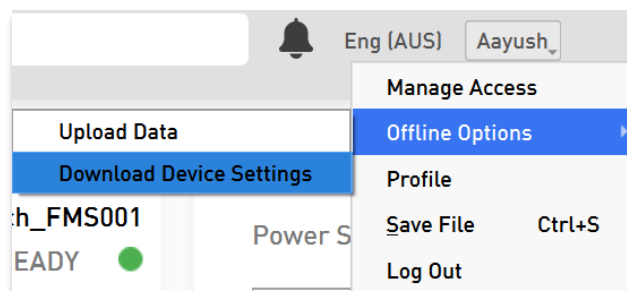 Eng (AUS) Aayush
Manage Access
Upload Data
Offline Options
Download Device Settings
Profile
h_FMS001
Save File Ctrl+S
Power S
EADY
Log Out